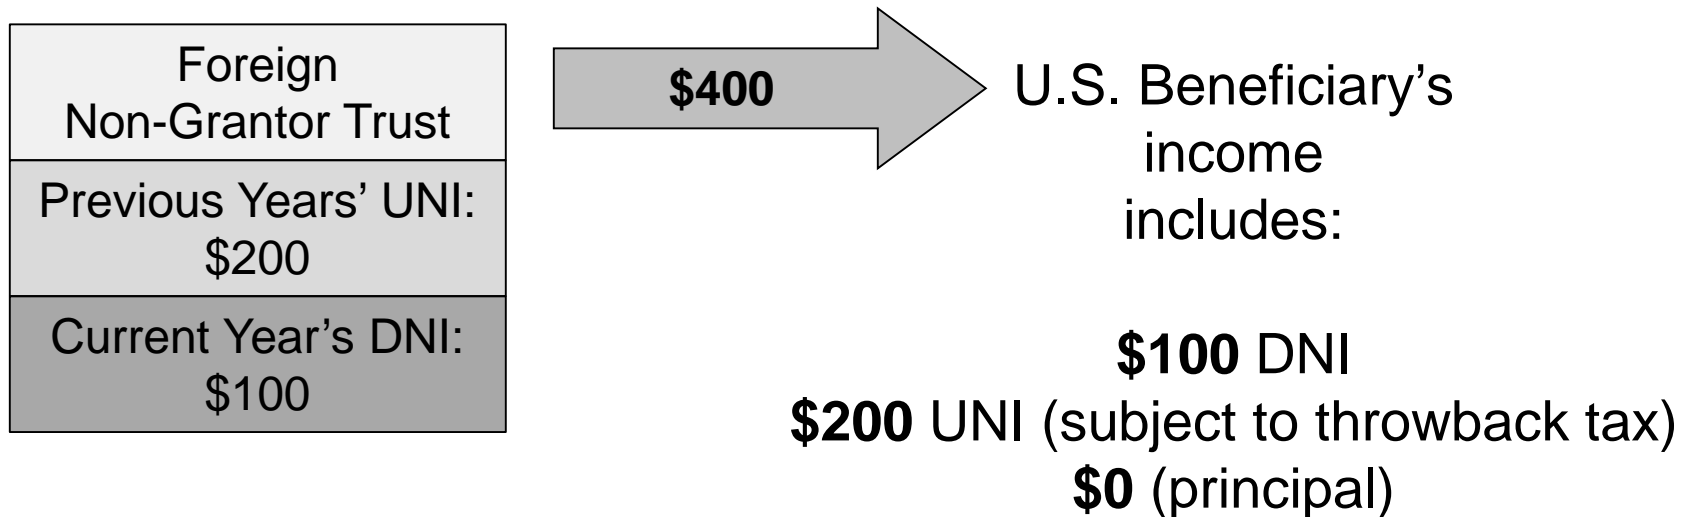 Foreign
Non-Grantor Trust
Previous Years’ UNI:
$200
Current Year’s DNI:
$100
$400
U.S. Beneficiary’s
income
includes:
$100 DNI
$200 UNI (subject to throwback tax)
$0 (principal)